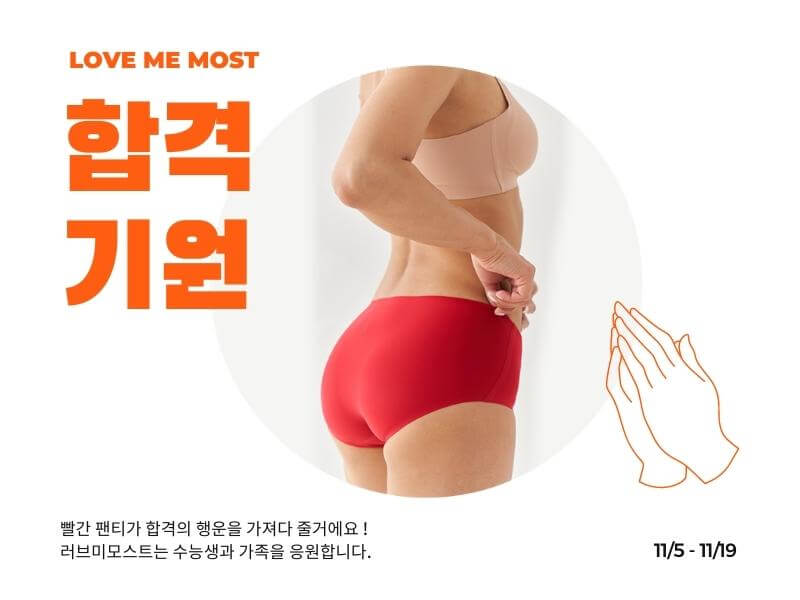 LOVE ME MOST
합격
기원
빨간 팬티가 합격의 행운을 가져다 줄거에요 !
러브미모스트는 수능생과 가족을 응원합니다.
11/5 - 11/19